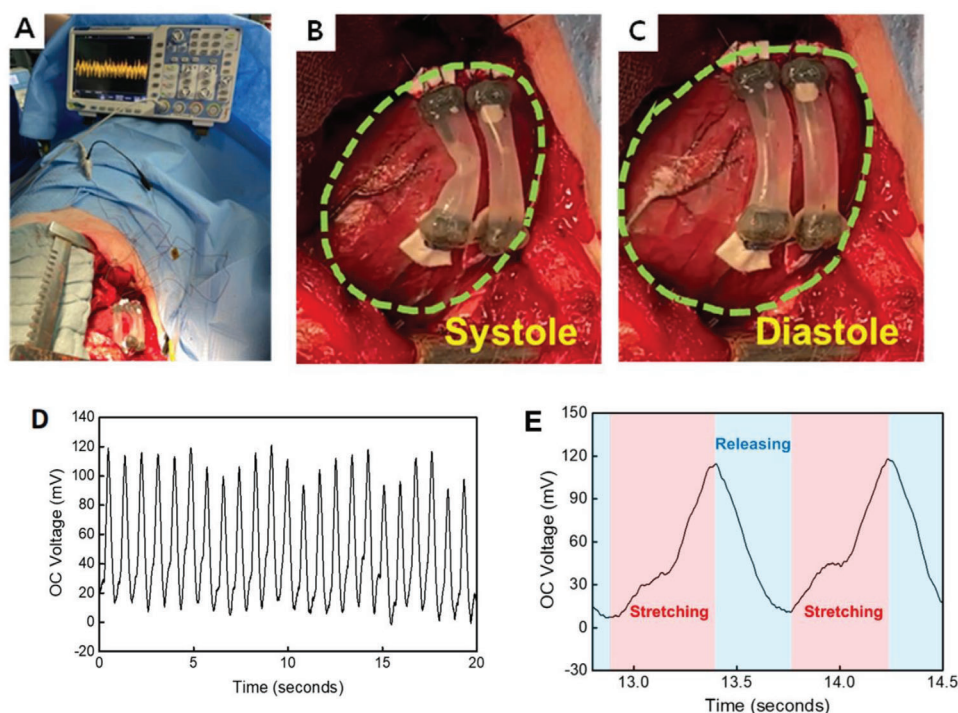 A
B
C
Systole
Diastole
D
140
120
100
80
60
40
20
0
-20
OC Voltage (mV)
0
5
10
15
20
Time (seconds)
E
150
120
90
60
30
0
-30
OC Voltage (mV)
Releasing
Stretching
Stretching
13.0
13.5
14.0
14.5
Time (seconds)